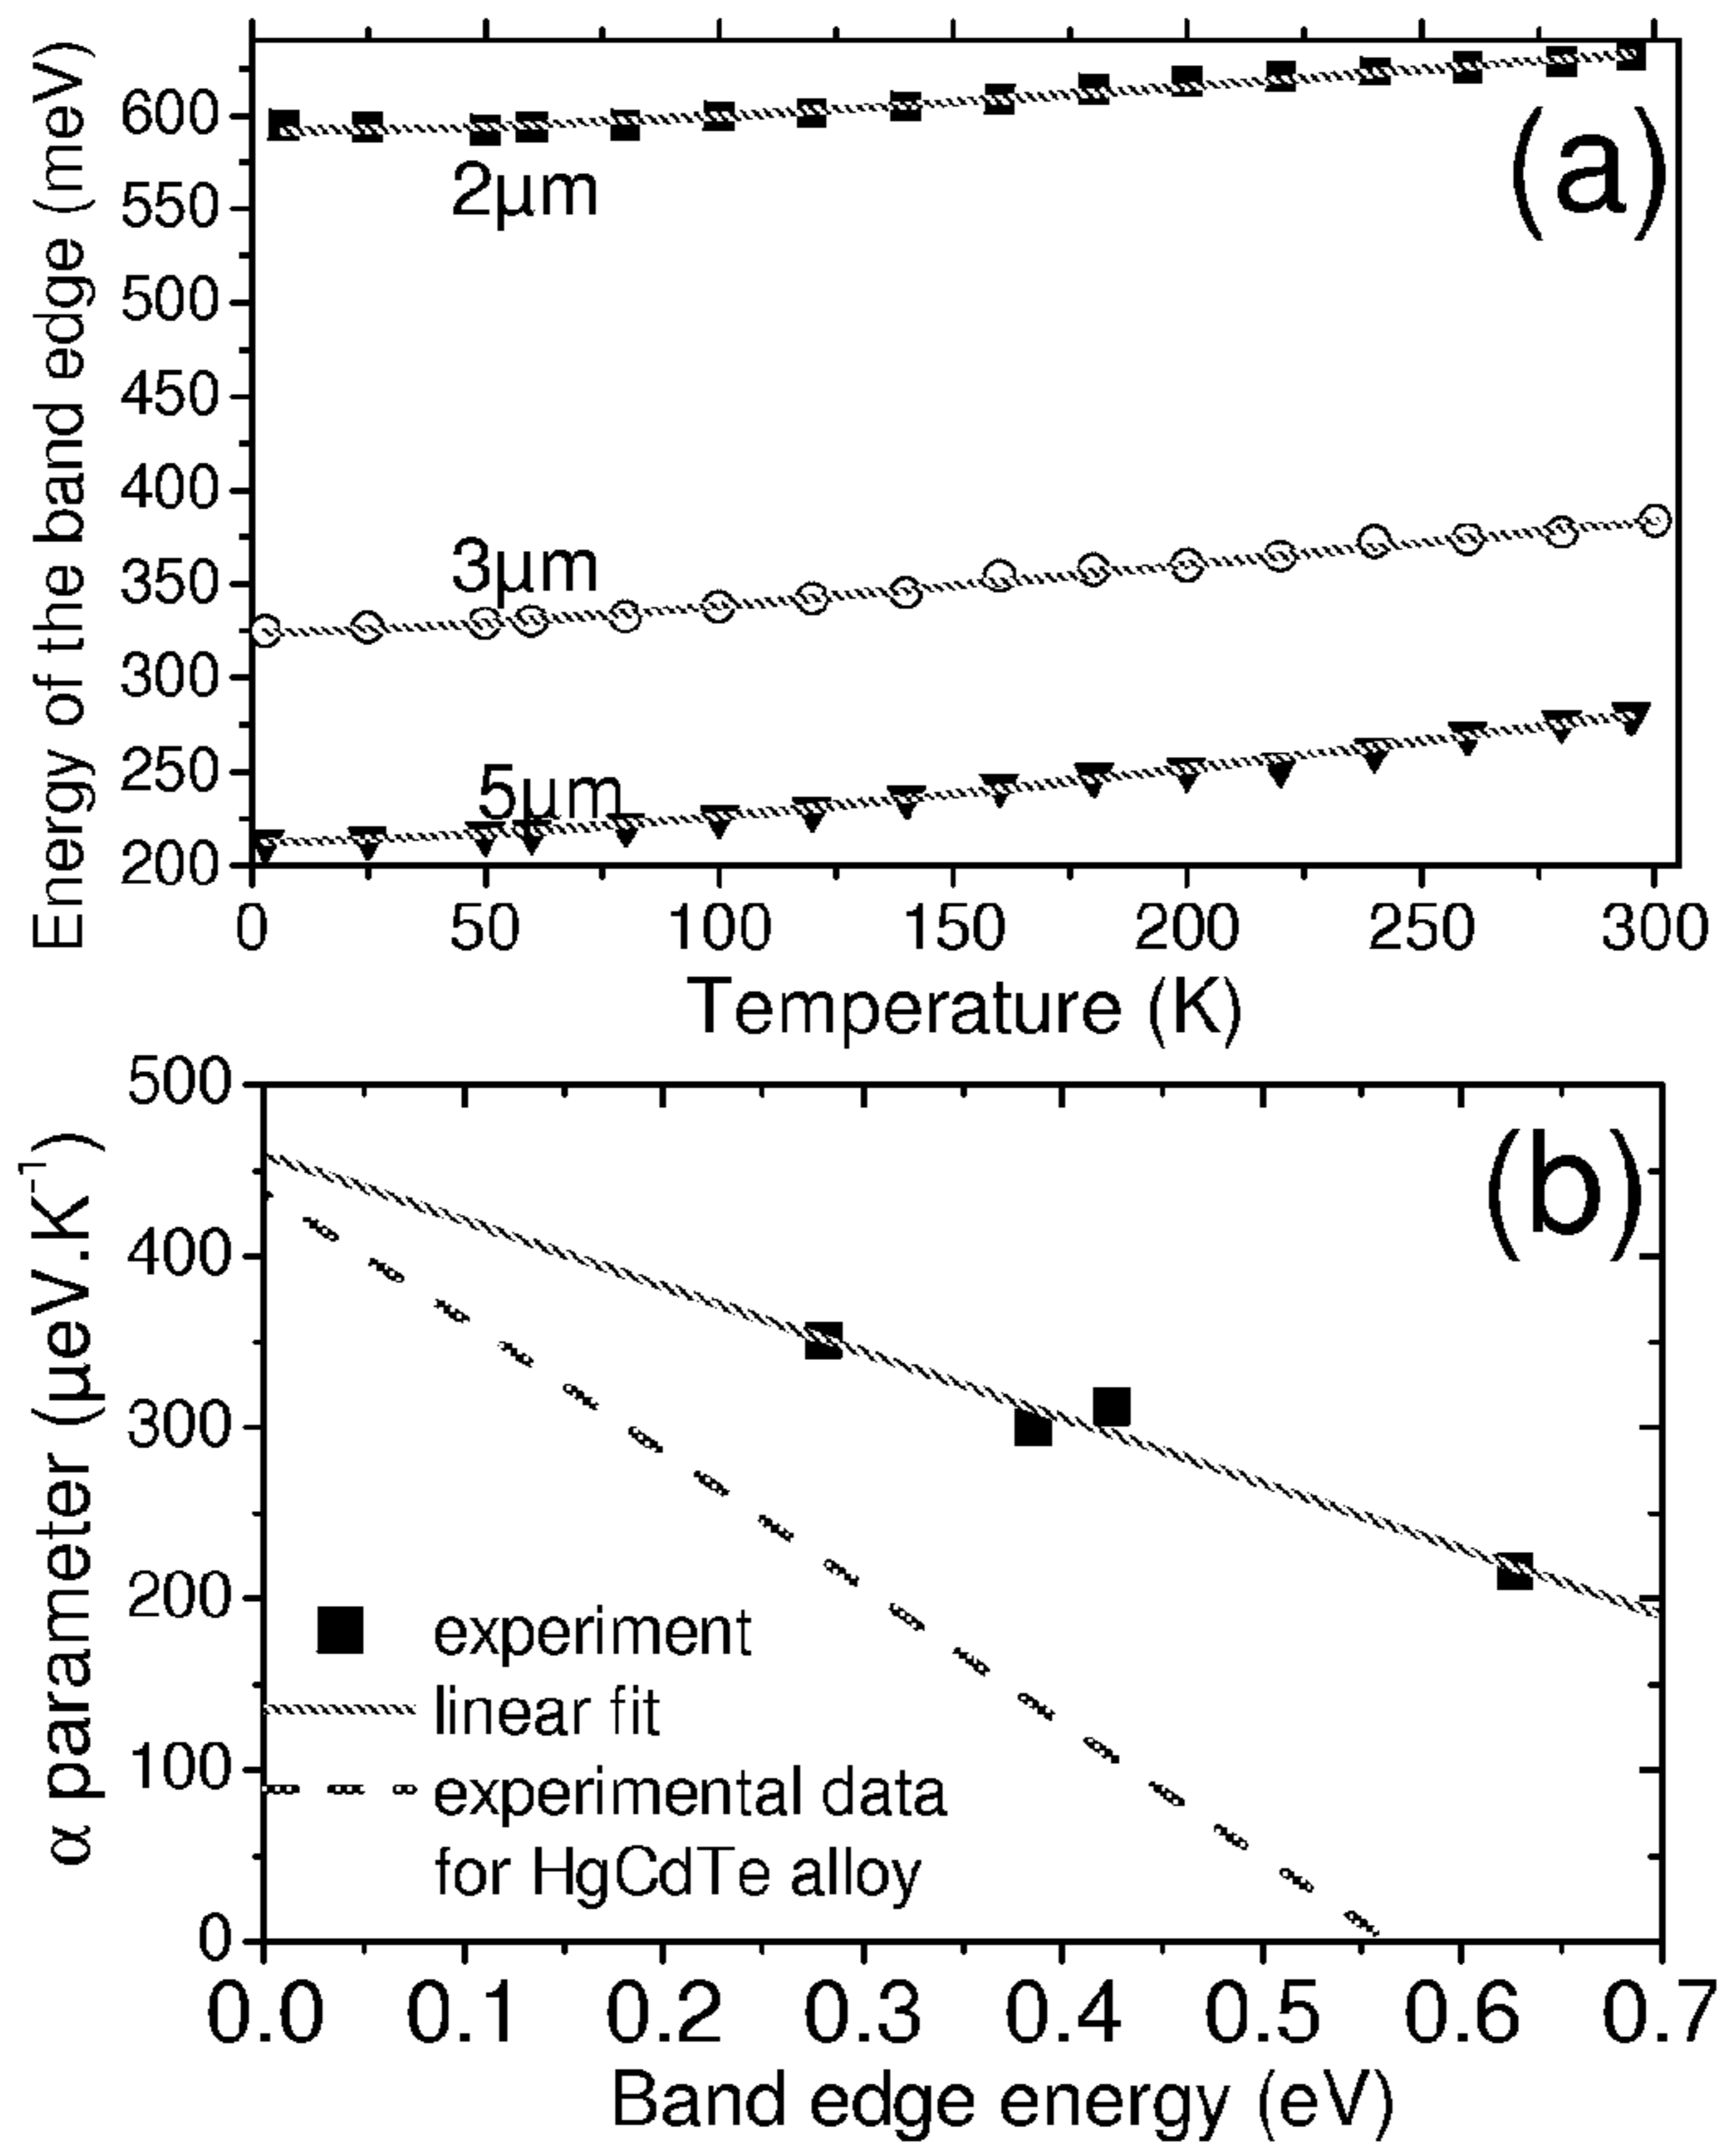 Energy of the band edge (meV)
600
550
500
450
400
350
300
250
200
(a)
2µm
3µm
5µm
0 50 100 150 200 250 300
Temperature (K)
α parameter (µeV.K⁻¹)
500
400
300
200
100
0
(b)
experiment
linear fit
experimental data
for HgCdTe alloy
0.0 0.1 0.2 0.3 0.4 0.5 0.6 0.7
Band edge energy (eV)